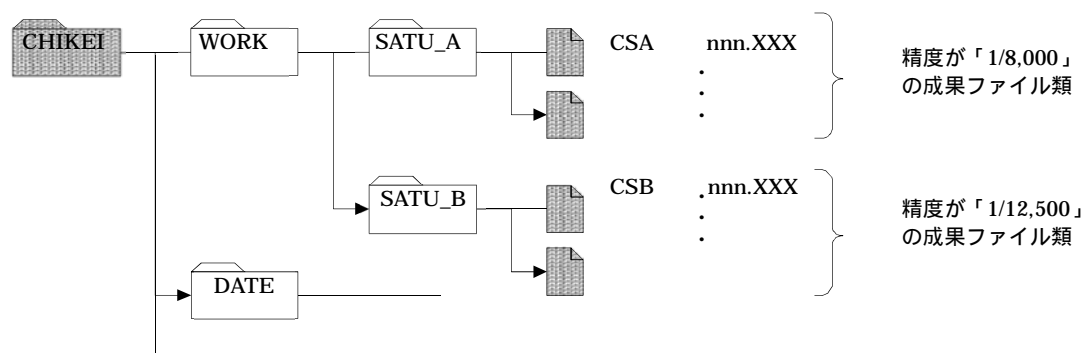 CHIKEI WORK SATU_A CSA nnn.XXX
精度が「1/8,000」
の成果ファイル類
SATU_B CSB nnn.XXX
精度が「1/12,500」
の成果ファイル類
DATE